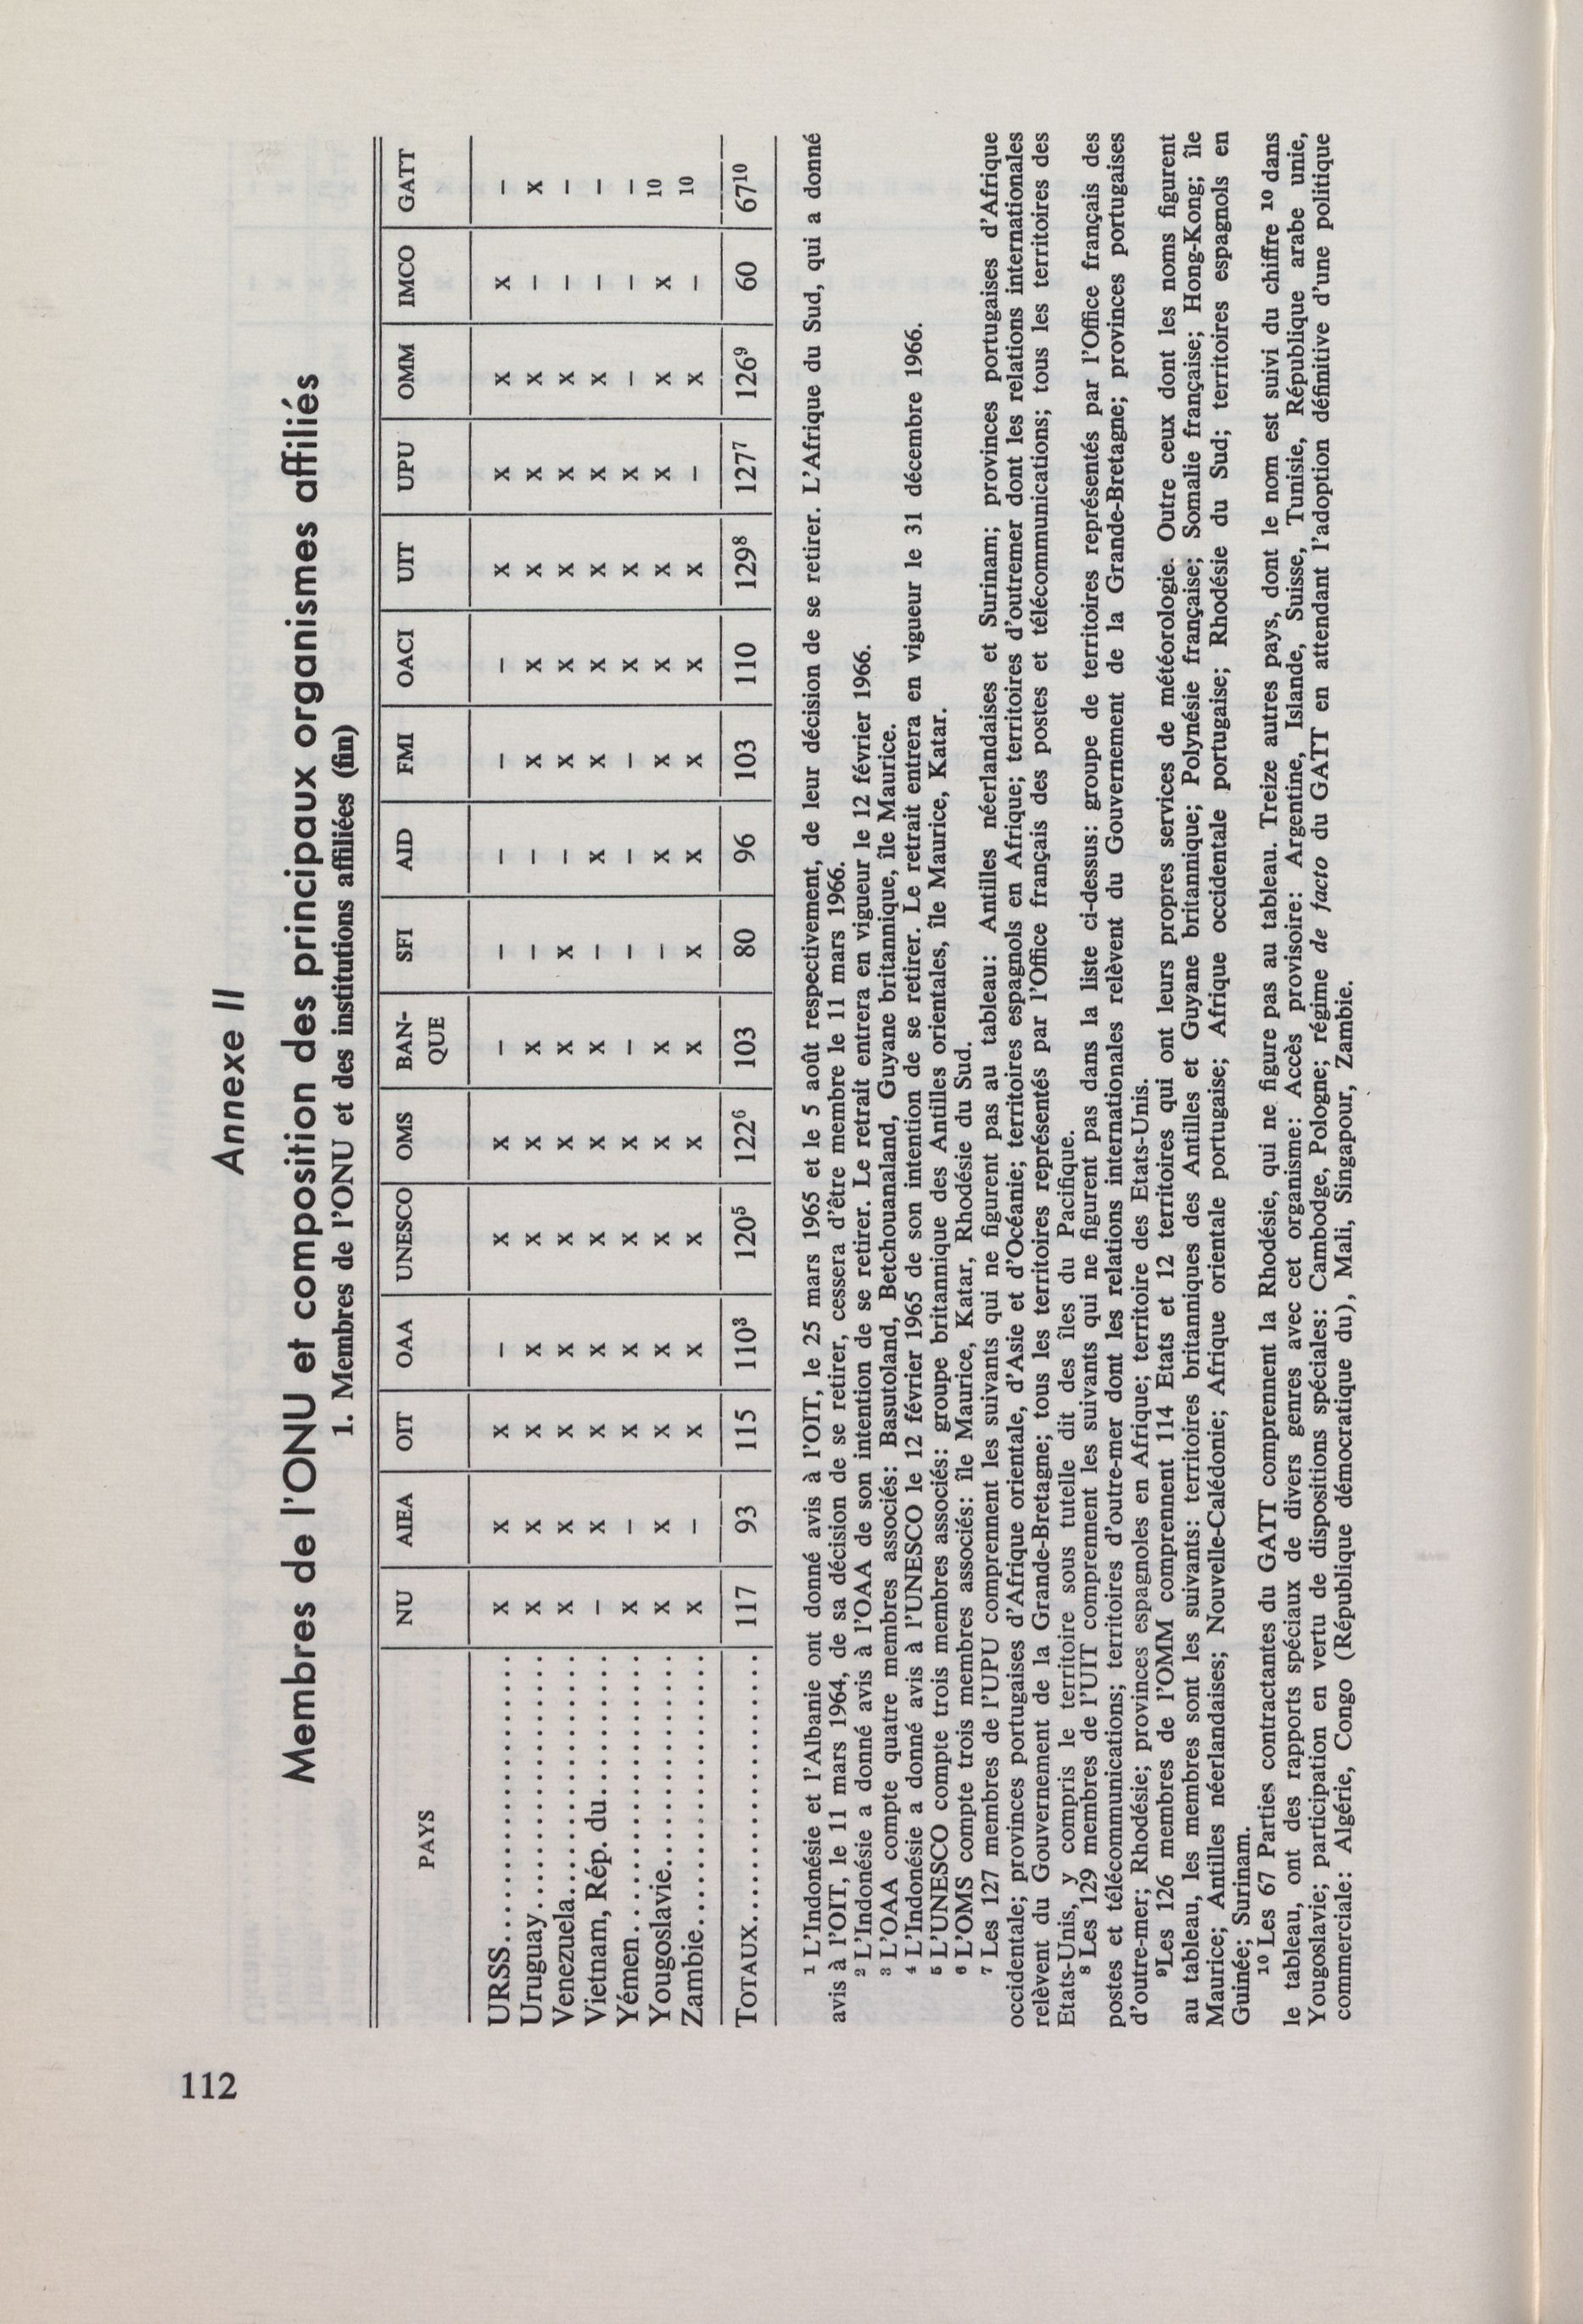 112
Annexe II
Membres de l'ONU et composition des principaux organismes affiliés
1. Membres de l'ONU et des institutions affiliées (fin)
PAYS NU AIEA OIT OAA UNESCO OMS BAN-QUE SFI AID FMI OACI UIT UPU OMM IMCO GATT
URSS x x x – x x – – – – – x x x x –
Uruguay x x x x x x x – – x x x x x – x
Venezuela x x x x x x x x – x x x x x – –
Vietnam, Rép. du – x x x x x x – x x x x x x – –
Yémen x – x x x x – – – – x x x – – –
Yougoslavie x x x x x x x – x x x x x x x 10
Zambie x – x x x x x x x x x x – x – 10
TOTAUX 117 93 115 110³ 120⁵ 122⁶ 103 80 96 103 110 129⁸ 127⁷ 126⁹ 60 67¹⁰
¹ L'Indonésie et l'Albanie ont donné avis à l'OIT, le 25 mars 1965 et le 5 août respectivement, de leur décision de se retirer. L'Afrique du Sud, qui a donné
avis à l'OIT, le 11 mars 1964, de sa décision de se retirer, cessera d'être membre le 11 mars 1966.
² L'Indonésie a donné avis à l'OAA de son intention de se retirer. Le retrait entrera en vigueur le 12 février 1966.
³ L'OAA compte quatre membres associés: Basutoland, Betchouanaland, Guyane britannique, île Maurice.
⁴ L'Indonésie a donné avis à l'UNESCO le 12 février 1965 de son intention de se retirer. Le retrait entrera en vigueur le 31 décembre 1966.
⁵ L'UNESCO compte trois membres associés: groupe britannique des Antilles orientales, île Maurice, Katar.
⁶ L'OMS compte trois membres associés: île Maurice, Katar, Rhodésie du Sud.
⁷ Les 127 membres de l'UPU comprennent les suivants qui ne figurent pas au tableau: Antilles néerlandaises et Surinam; provinces portugaises d'Afrique
occidentale; provinces portugaises d'Afrique orientale, d'Asie et d'Océanie; territoires espagnols en Afrique; territoires d'outremer dont les relations internationales
relèvent du Gouvernement de la Grande-Bretagne; tous les territoires représentés par l'Office français des postes et télécommunications; tous les territoires des
Etats-Unis, y compris le territoire sous tutelle dit des îles du Pacifique.
⁸ Les 129 membres de l'UIT comprennent les suivants qui ne figurent pas dans la liste ci-dessus: groupe de territoires représentés par l'Office français des
postes et télécommunications; territoires d'outre-mer dont les relations internationales relèvent du Gouvernement de la Grande-Bretagne; provinces portugaises
d'outre-mer; Rhodésie; provinces espagnoles en Afrique; territoire des Etats-Unis.
⁹Les 126 membres de l'OMM comprennent 114 Etats et 12 territoires qui ont leurs propres services de météorologie. Outre ceux dont les noms figurent
au tableau, les membres sont les suivants: territoires britanniques des Antilles et Guyane britannique; Polynésie française; Somalie française; Hong-Kong; île
Maurice; Antilles néerlandaises; Nouvelle-Calédonie; Afrique orientale portugaise; Afrique occidentale portugaise; Rhodésie du Sud; territoires espagnols en
Guinée; Surinam.
¹⁰ Les 67 Parties contractantes du GATT comprennent la Rhodésie, qui ne figure pas au tableau. Treize autres pays, dont le nom est suivi du chiffre ¹⁰ dans
le tableau, ont des rapports spéciaux de divers genres avec cet organisme: Accès provisoire: Argentine, Islande, Suisse, Tunisie, République arabe unie,
Yougoslavie; participation en vertu de dispositions spéciales: Cambodge, Pologne; régime de facto du GATT en attendant l'adoption définitive d'une politique
commerciale: Algérie, Congo (République démocratique du), Mali, Singapour, Zambie.